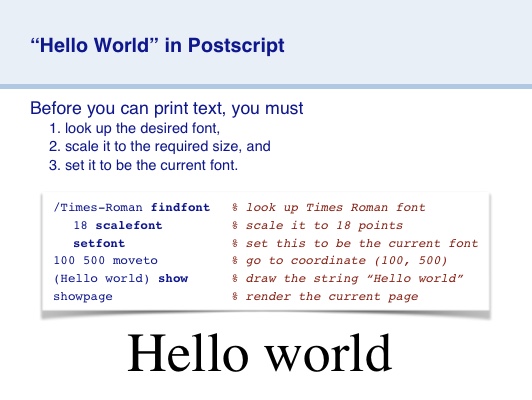 “Hello World” in Postscript
Before you can print text, you must
1. look up the desired font,
2. scale it to the required size, and
3. set it to be the current font.
/Times-Roman findfont % look up Times Roman font
18 scalefont % scale it to 18 points
setfont % set this to be the current font
100 500 moveto % go to coordinate (100, 500)
(Hello world) show % draw the string “Hello world”
showpage % render the current page
Hello world